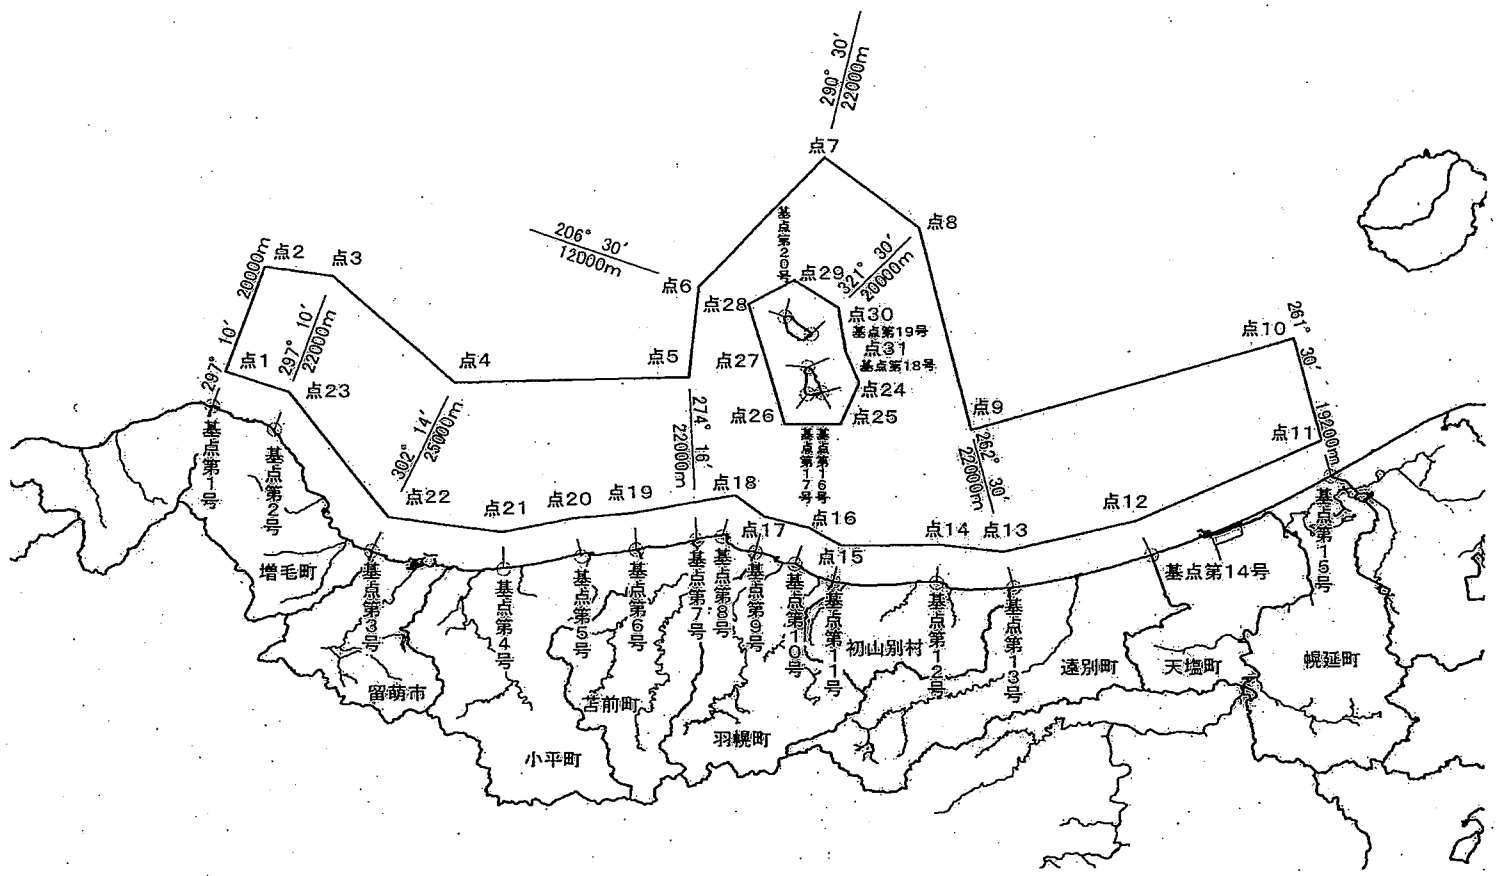 290° 30′
22000m
点7
点8
基点第20号
206° 30′
12000m
点6
点2
点3
20000m
297° 10′
点1
297° 10′
22000m
点23
点4
点5
点28
点29
321° 30′
20000m
点30
基点第19号
点31
基点第18号
点27
点24
点26
点25
基点第17号
基点第16号
点9
262° 30′
22000m
点10
261° 30′
19200m
点11
点12
302° 14′
25000m
274° 16′
22000m
点22
点21
点20
点19
点18
点17
点16
点15
点14
点13
基点第1号
基点第2号
基点第3号
基点第4号
基点第5号
基点第6号
基点第7号
基点第8号
基点第9号
基点第10号
基点第11号
基点第12号
基点第13号
基点第14号
基点第15号
増毛町
留萌市
小平町
苫前町
羽幌町
初山別村
遠別町
天塩町
幌延町